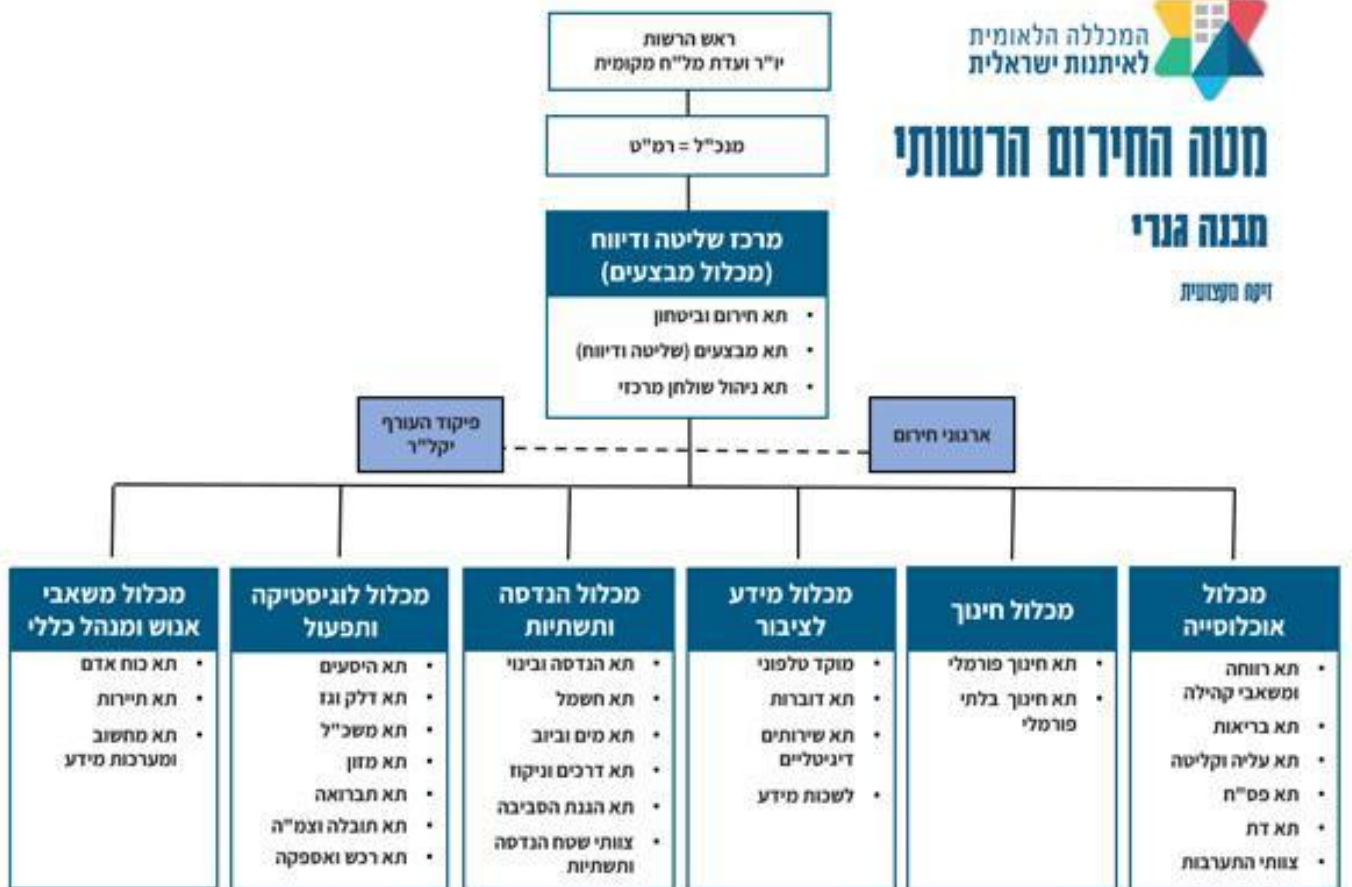 המכללה הלאומית
לאיתנות ישראלית
מטה החירום הרשותי
מבנה גנרי
זיקה מקצועית
ראש הרשות
יו"ר ועדת מל"ח מקומית
מנכ"ל = רמ"ט
מרכז שליטה ודיווח
(מכלול מבצעים)
• תא חירום וביטחון
• תא מבצעים (שליטה ודיווח)
• תא ניהול שולחן מרכזי
ארגוני חירום
פיקוד העורף
יקל"ר
מכלול
אוכלוסייה
• תא רווחה
ומשאבי קהילה
• תא בריאות
• תא עליה וקליטה
• תא פס"ח
• תא דת
• צוותי התערבות
מכלול חינוך
• תא חינוך פורמלי
• תא חינוך בלתי
פורמלי
מכלול מידע
לציבור
• מוקד טלפוני
• תא דוברות
• תא שירותים
דיגיטליים
• לשכות מידע
מכלול הנדסה
ותשתיות
• תא הנדסה ובינוי
• תא חשמל
• תא מים וביוב
• תא דרכים וניקוז
• תא הגנת הסביבה
• צוותי שטח הנדסה
ותשתיות
מכלול לוגיסטיקה
ותפעול
• תא היסעים
• תא דלק וגז
• תא משכ"ל
• תא מזון
• תא תברואה
• תא תובלה וצמ"ה
• תא רכש ואספקה
מכלול משאבי
אנוש ומנהל כללי
• תא כוח אדם
• תא תיירות
• תא מחשוב
ומערכות מידע